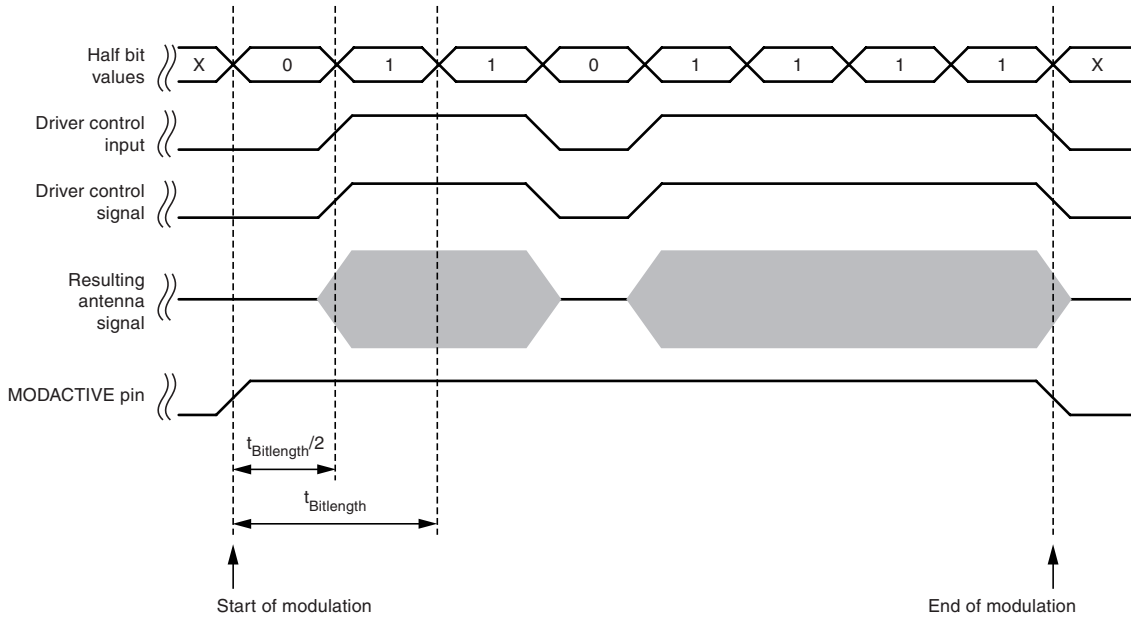 Half bit
values
X 0 1 1 0 1 1 1 1 X
Driver control
input
Driver control
signal
Resulting
antenna
signal
MODACTIVE pin
tBitlength/2
tBitlength
Start of modulation
End of modulation